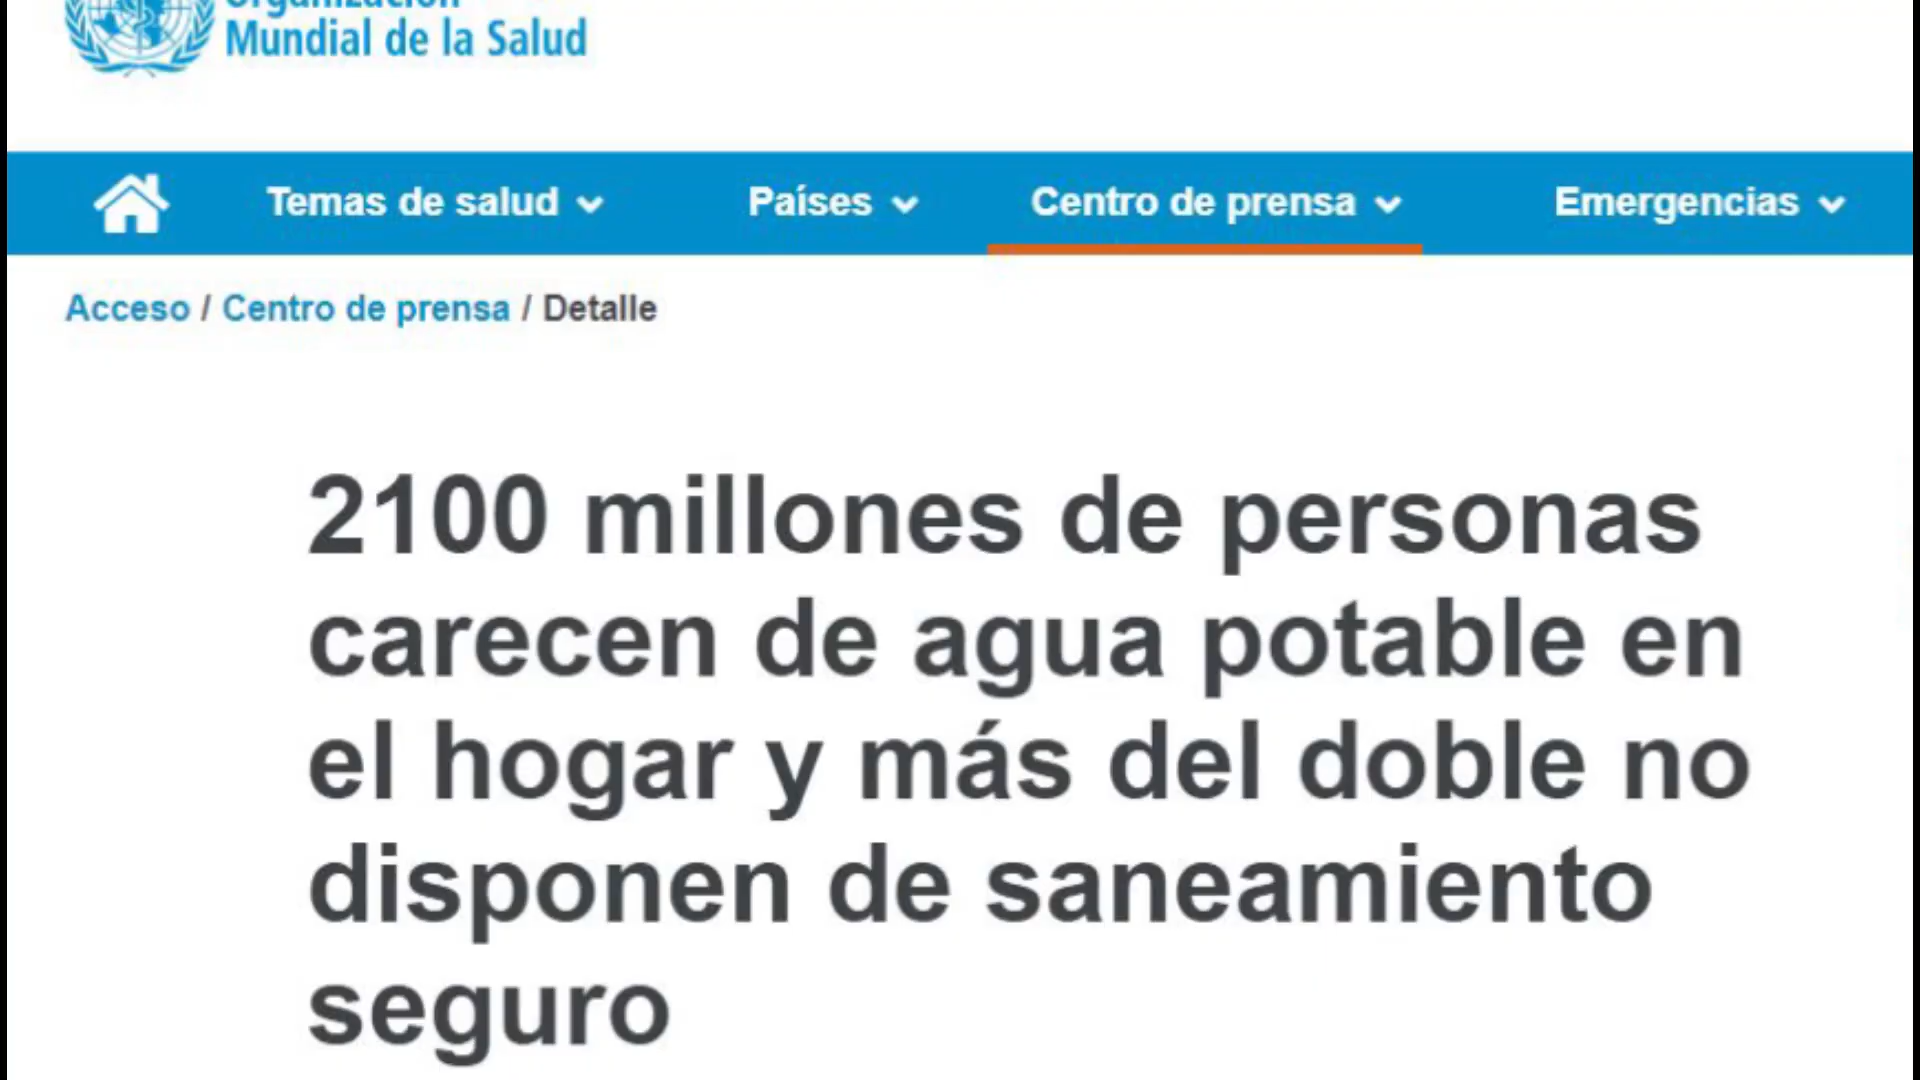 Mundial de la Salud
Temas de salud Países Centro de prensa Emergencias
Acceso / Centro de prensa / Detalle
2100 millones de personas
carecen de agua potable en
el hogar y más del doble no
disponen de saneamiento
seguro